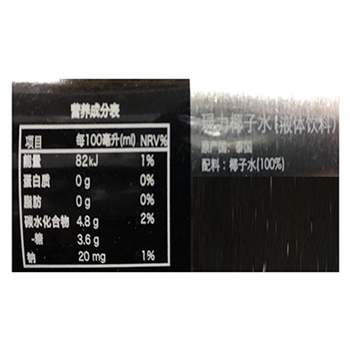 营养成分表
项目 每100毫升(ml) NRV%
能量 82kJ 1%
蛋白质 0 g 0%
脂肪 0 g 0%
碳水化合物 4.8 g 2%
-糖 3.6 g
钠 20 mg 1%
椰子水(液体饮料)
原产国：泰国
配料：椰子水(100%)